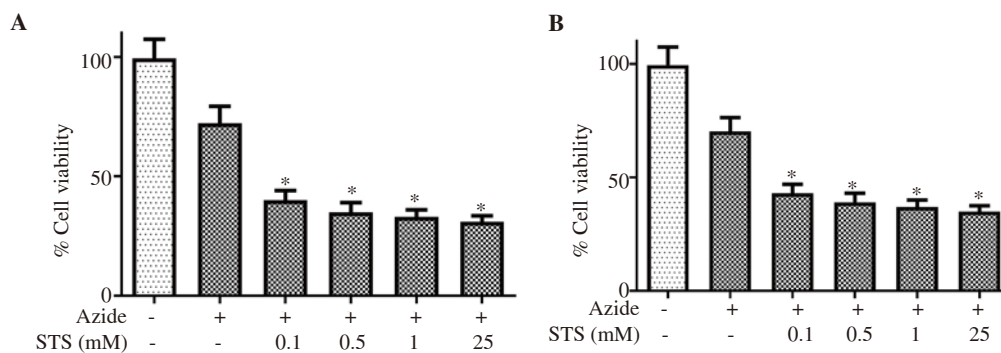 A
% Cell viability
100
50
0
* * * *
Azide - + + + + +
STS (mM) - - 0.1 0.5 1 25
B
% Cell viability
100
50
0
* * * *
Azide - + + + + +
STS (mM) - - 0.1 0.5 1 25